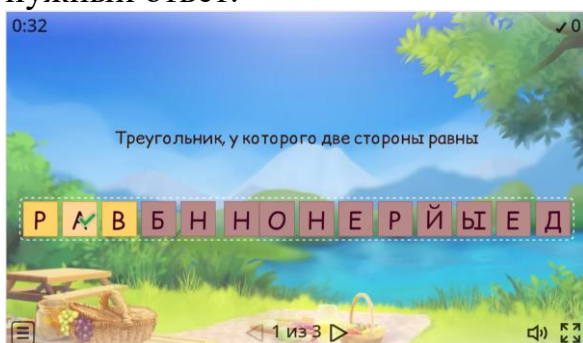 нужный ответ.
0:32 ✓0
Треугольник, у которого две стороны равны
Р А В Б Н Н О Н Е Р Й Ы Е Д
1 из 3